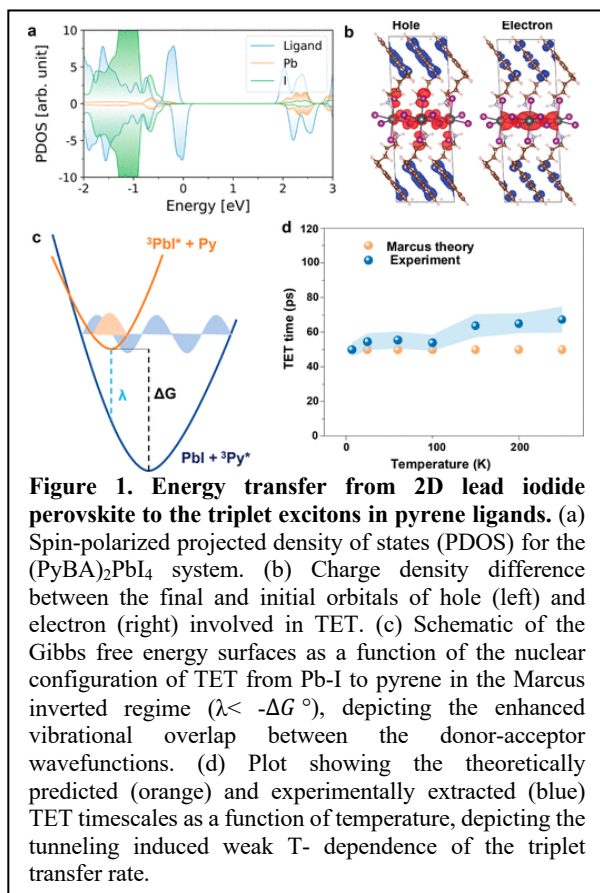 a
10
5
0
-5
-10
PDOS [arb. unit]
Ligand
Pb
I
-2 -1 0 1 2 3
Energy [eV]
b
Hole Electron
c
³PbI* + Py
λ
ΔG
PbI + ³Py*
d
120
100
80
60
40
20
0
TET time (ps)
Marcus theory
Experiment
0 100 200
Temperature (K)
Figure 1. Energy transfer from 2D lead iodide
perovskite to the triplet excitons in pyrene ligands. (a)
Spin-polarized projected density of states (PDOS) for the
(PyBA)₂PbI₄ system. (b) Charge density difference
between the final and initial orbitals of hole (left) and
electron (right) involved in TET. (c) Schematic of the
Gibbs free energy surfaces as a function of the nuclear
configuration of TET from Pb-I to pyrene in the Marcus
inverted regime (λ< -ΔG °), depicting the enhanced
vibrational overlap between the donor-acceptor
wavefunctions. (d) Plot showing the theoretically
predicted (orange) and experimentally extracted (blue)
TET timescales as a function of temperature, depicting the
tunneling induced weak T- dependence of the triplet
transfer rate.